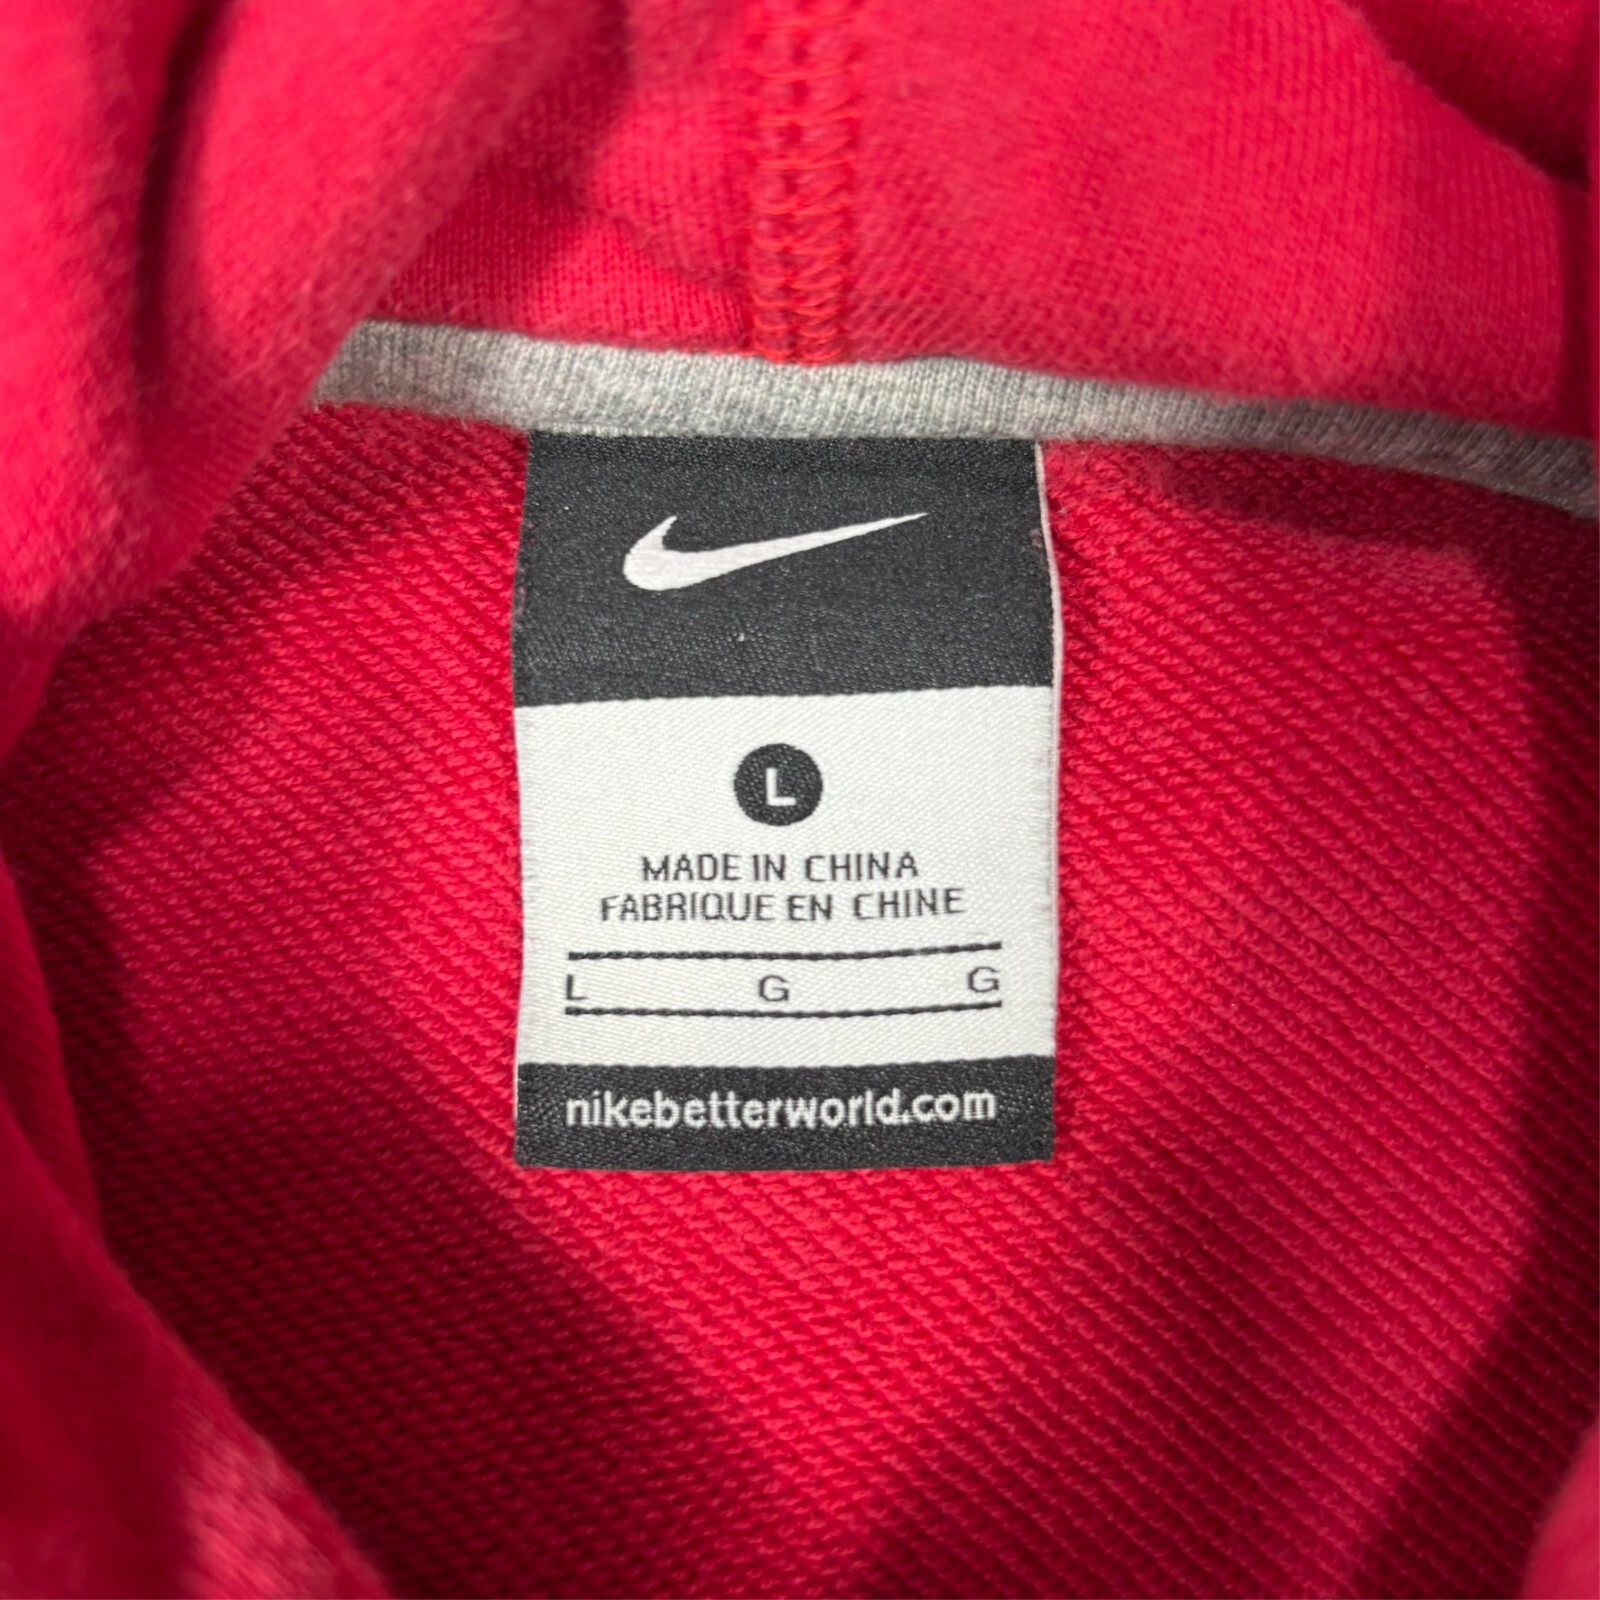 L
MADE IN CHINA
FABRIQUE EN CHINE
L G G
nikebetterworld.com